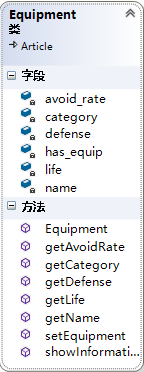 Equipment
类
Article
字段
avoid_rate
category
defense
has_equip
life
name
方法
Equipment
getAvoidRate
getCategory
getDefense
getLife
getName
setEquipment
showInformati...